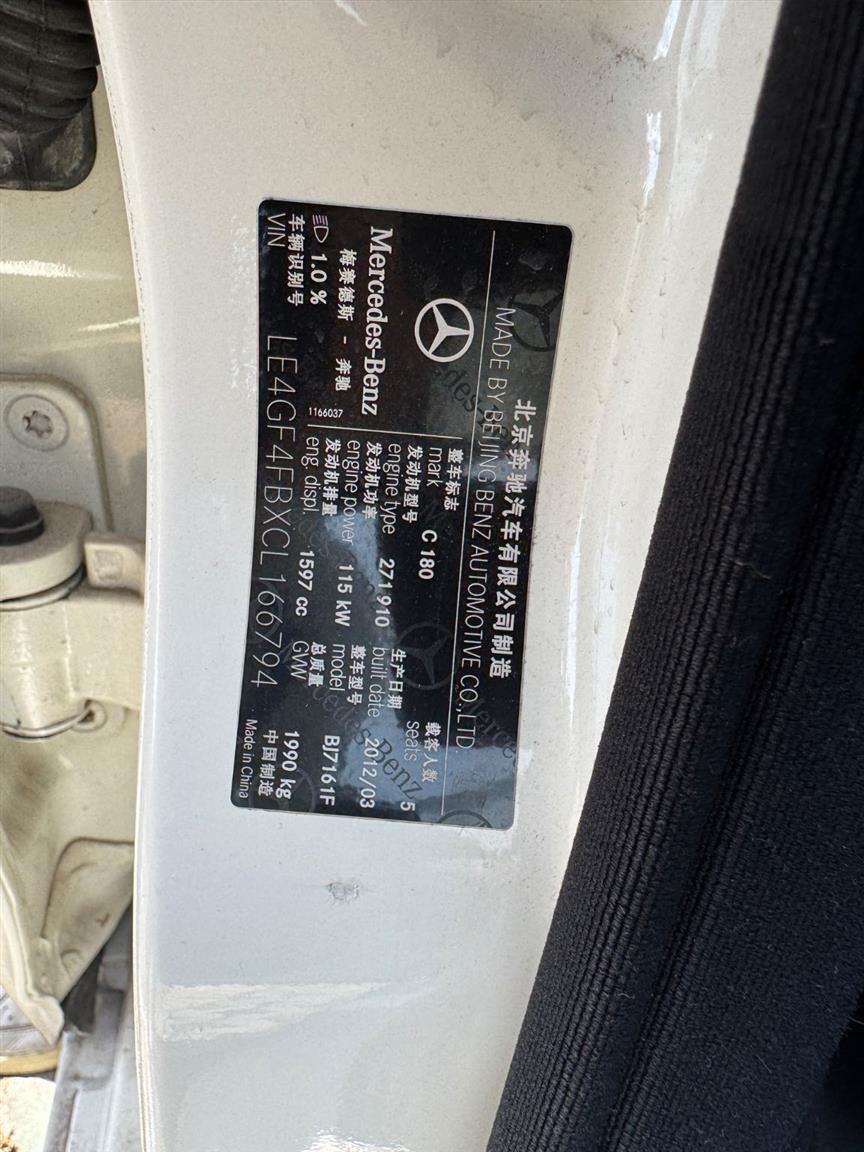 北京奔驰汽车有限公司制造
MADE BY BEIJING BENZ AUTOMOTIVE CO.,LTD.
Mercedes-Benz
梅赛德斯 - 奔驰
1.0 %
1166037
整车标志
mark C 180
载客人数
seats 5
发动机型号
engine type 271 910
生产日期
built date 2012/03
发动机功率
engine power 115 kW
整车型号
model BJ7161F
发动机排量
eng. displ. 1597 cc
总质量
GVW 1990 kg
车辆识别号
VIN LE4GF4FBXCL166794
中国制造
Made in China